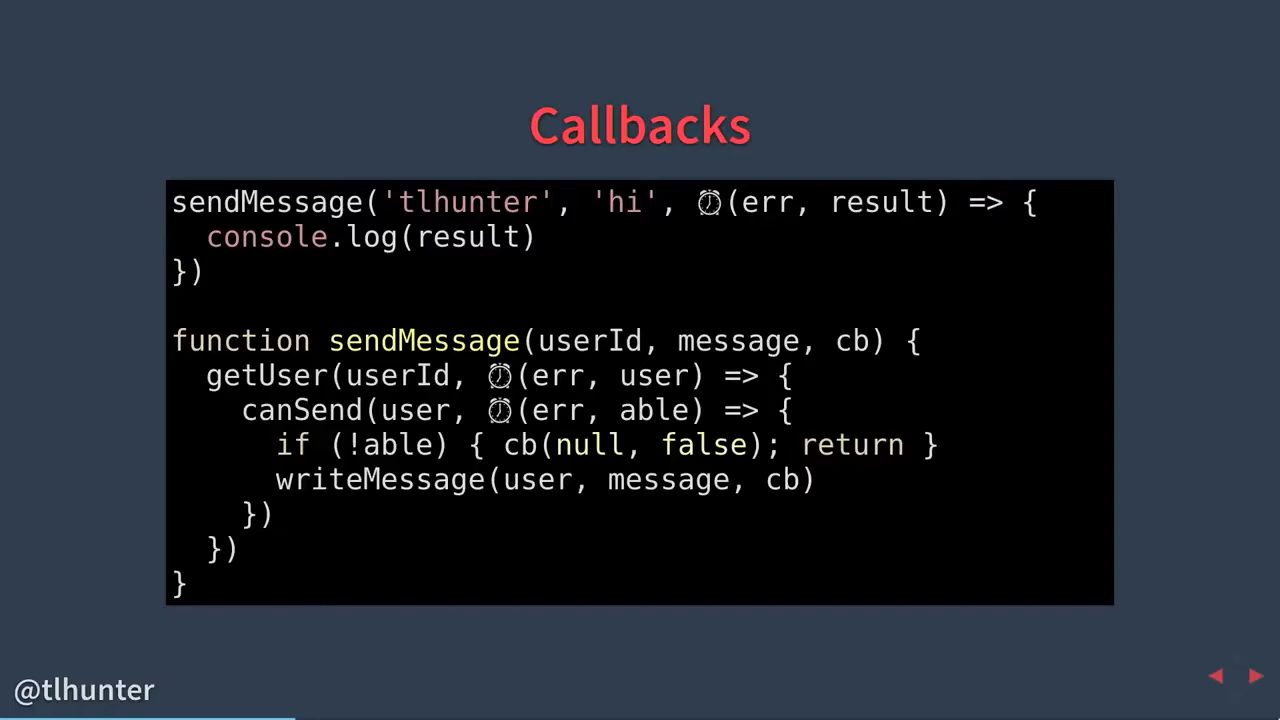 Callbacks
sendMessage('tlhunter', 'hi', ⏰(err, result) => {
  console.log(result)
})

function sendMessage(userId, message, cb) {
  getUser(userId, ⏰(err, user) => {
    canSend(user, ⏰(err, able) => {
      if (!able) { cb(null, false); return }
      writeMessage(user, message, cb)
    })
  })
}
@tlhunter